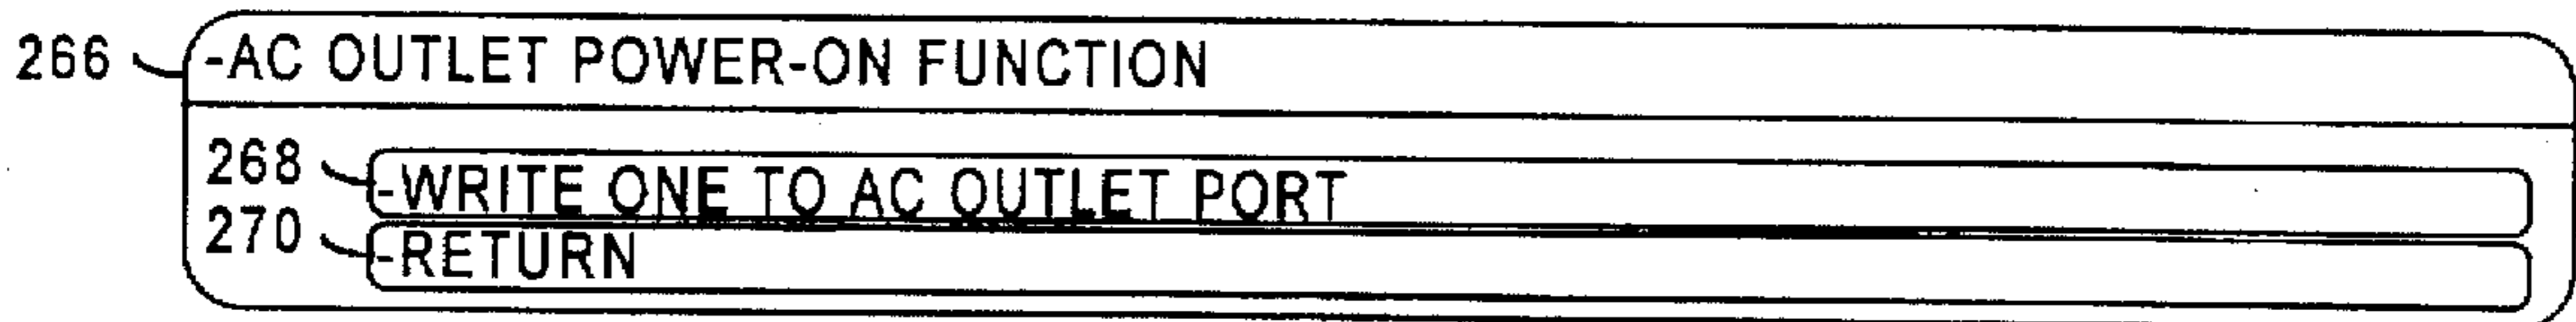 266 -AC OUTLET POWER-ON FUNCTION
268 -WRITE ONE TO AC OUTLET PORT
270 -RETURN